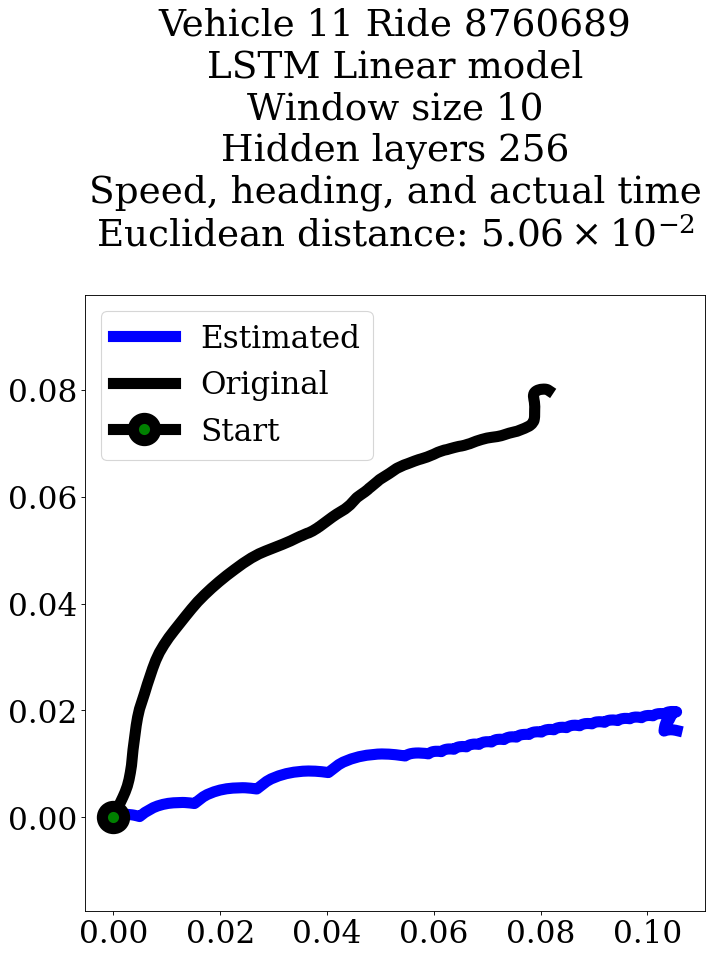 Vehicle 11 Ride 8760689
LSTM Linear model
Window size 10
Hidden layers 256
Speed, heading, and actual time
Euclidean distance: 5.06 × 10⁻²
Estimated
Original
Start
0.08
0.06
0.04
0.02
0.00
0.00 0.02 0.04 0.06 0.08 0.10